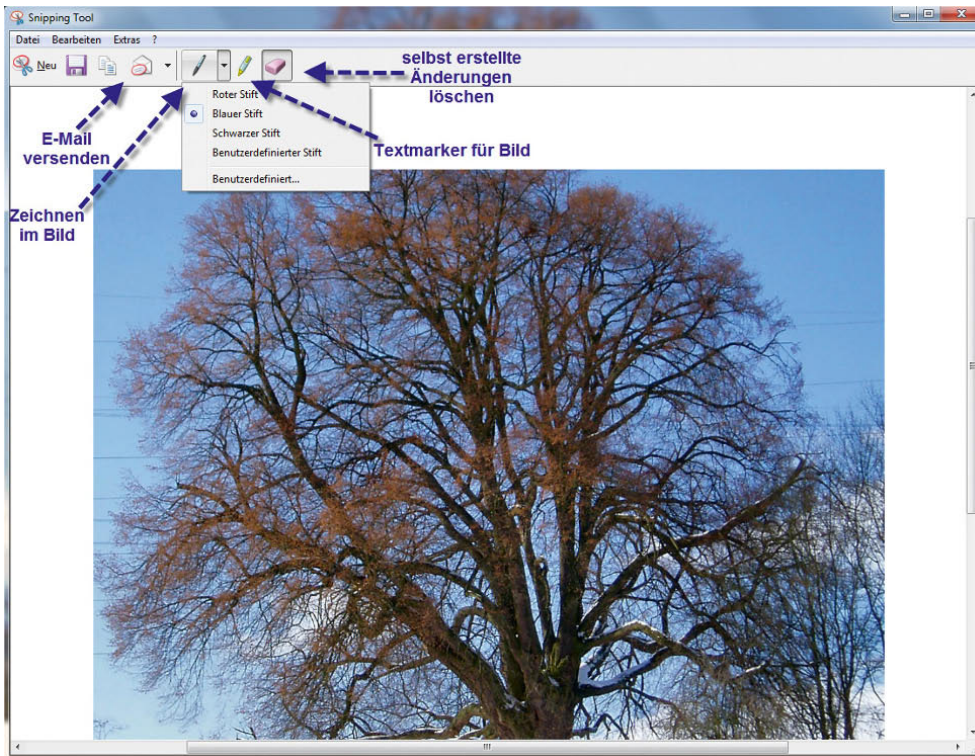 Snipping Tool
Datei Bearbeiten Extras ?
Neu
selbst erstellte
Änderungen
löschen
Roter Stift
Blauer Stift
Schwarzer Stift
Benutzerdefinierter Stift
Benutzerdefiniert...
E-Mail
versenden
Textmarker für Bild
Zeichnen
im Bild